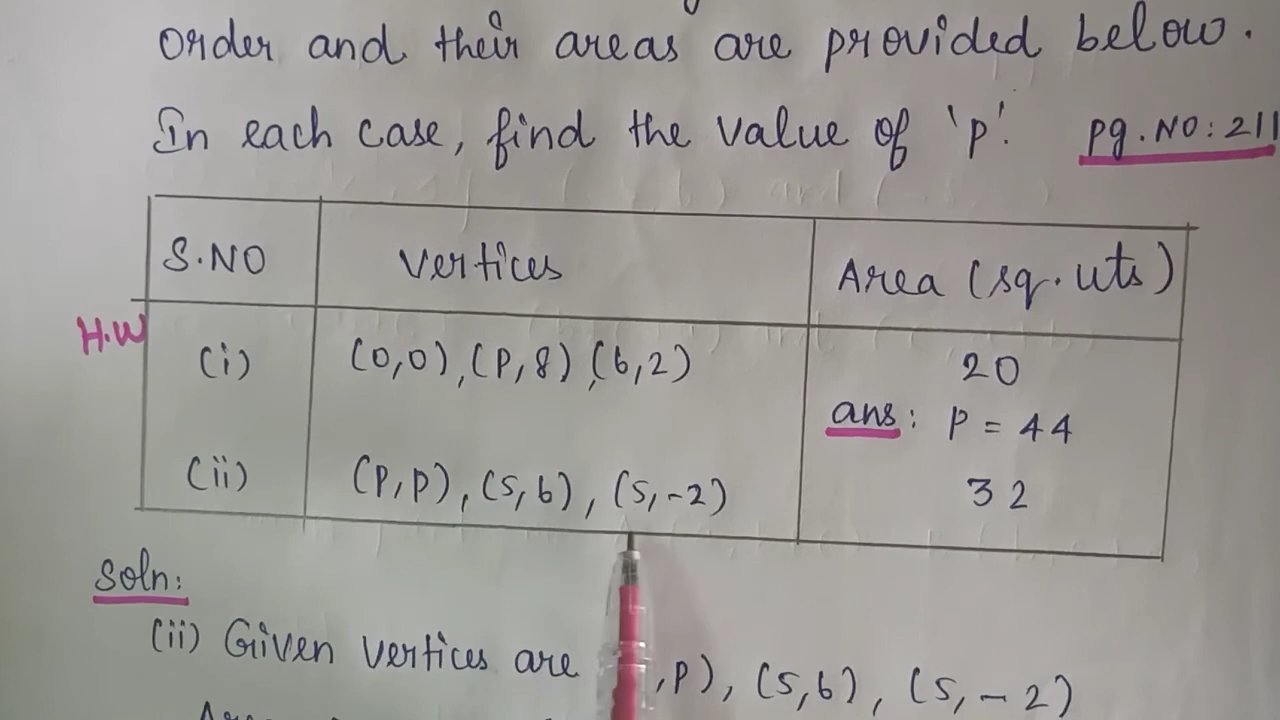 order and their areas are provided below.
In each case, find the value of 'p'. pg.NO:211
S.NO Vertices Area (sq.uts)
H.W
(i) (0,0),(P,8),(6,2) 20
ans: P = 44
(ii) (P,P),(5,6),(5,-2) 32
Soln:
(ii) Given vertices are ,P),(5,6),(5,-2)